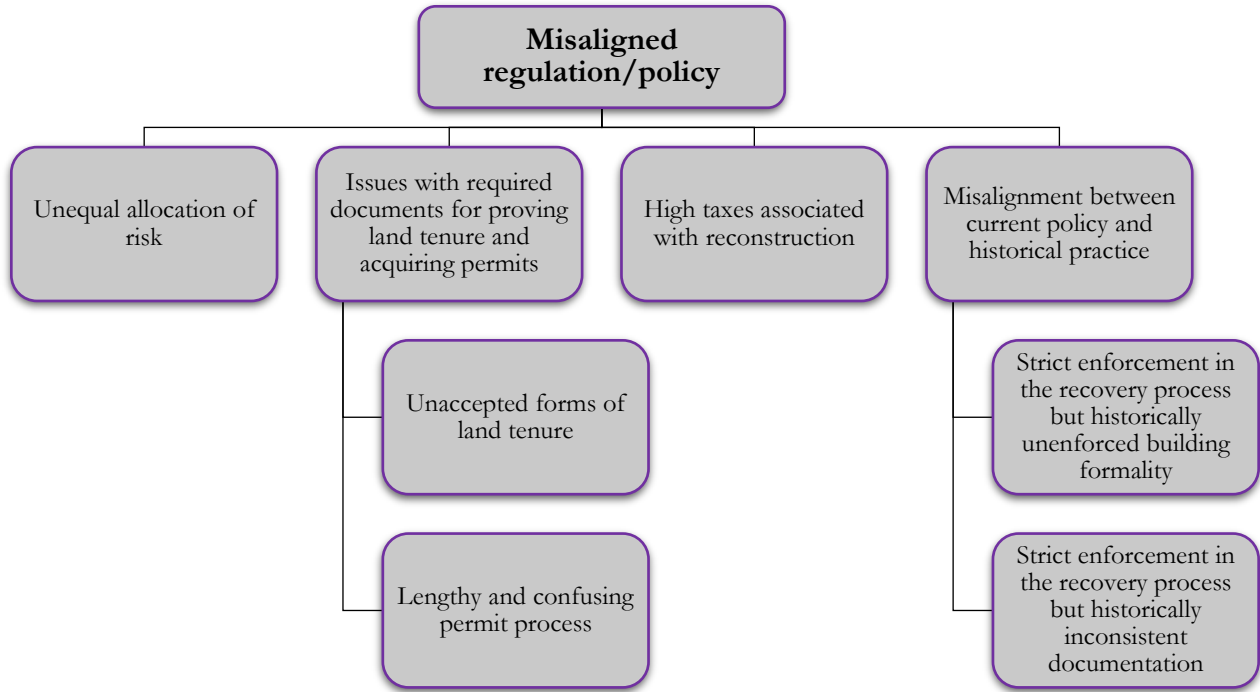 Misaligned
regulation/policy
Unequal allocation of
risk
Issues with required
documents for proving
land tenure and
acquiring permits
High taxes associated
with reconstruction
Misalignment between
current policy and
historical practice
Unaccepted forms of
land tenure
Lengthy and confusing
permit process
Strict enforcement in
the recovery process
but historically
unenforced building
formality
Strict enforcement in
the recovery process
but historically
inconsistent
documentation